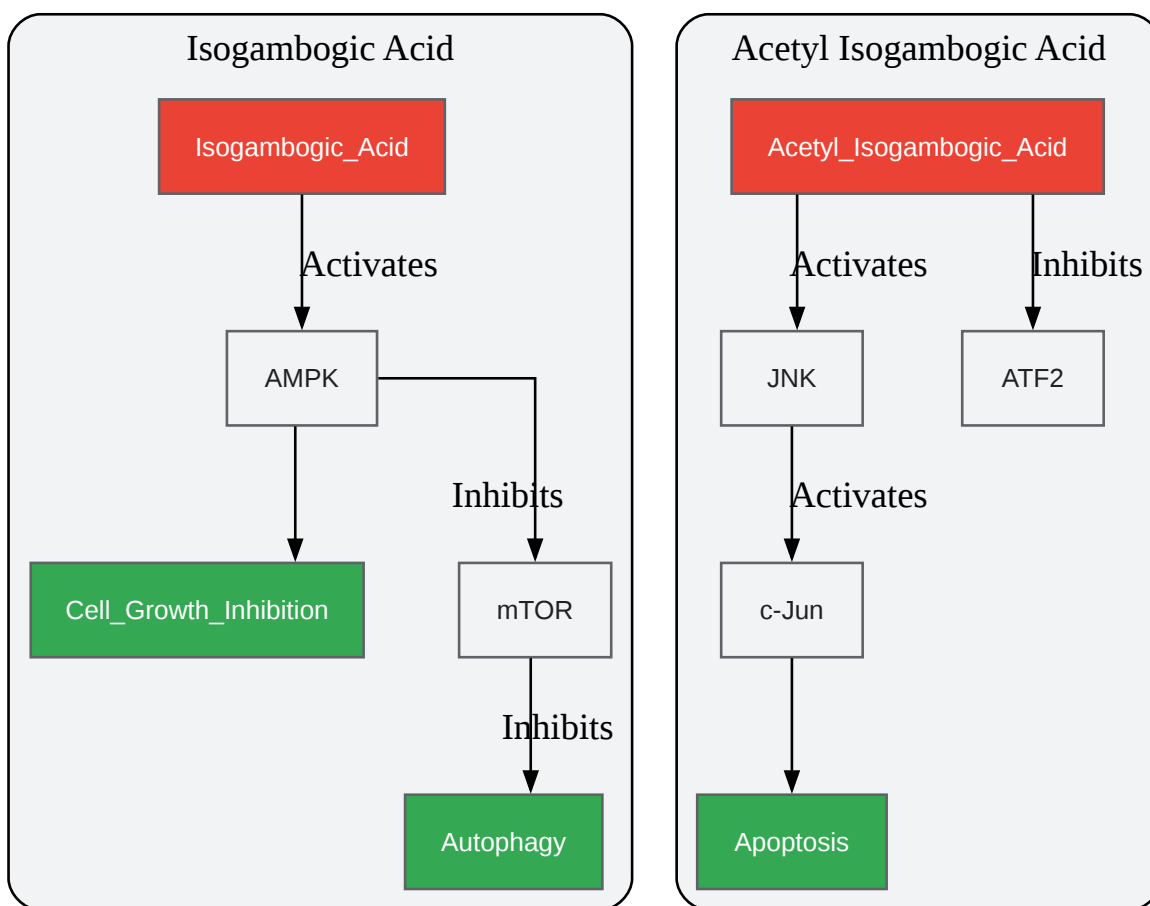 Isogambogic Acid
Isogambogic_Acid
Activates
AMPK
Inhibits
Cell_Growth_Inhibition
mTOR
Inhibits
Autophagy
Acetyl Isogambogic Acid
Acetyl_Isogambogic_Acid
Activates
Inhibits
JNK
ATF2
Activates
c-Jun
Apoptosis